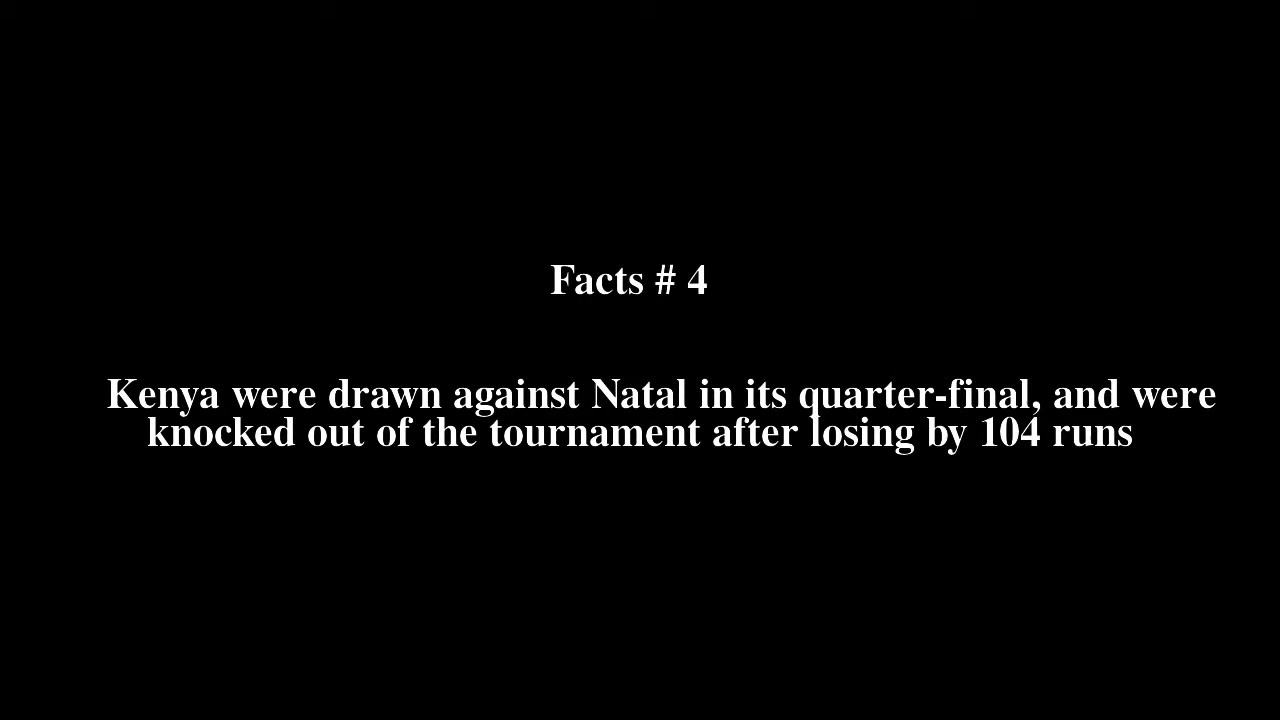 Facts # 4
Kenya were drawn against Natal in its quarter-final, and were
knocked out of the tournament after losing by 104 runs